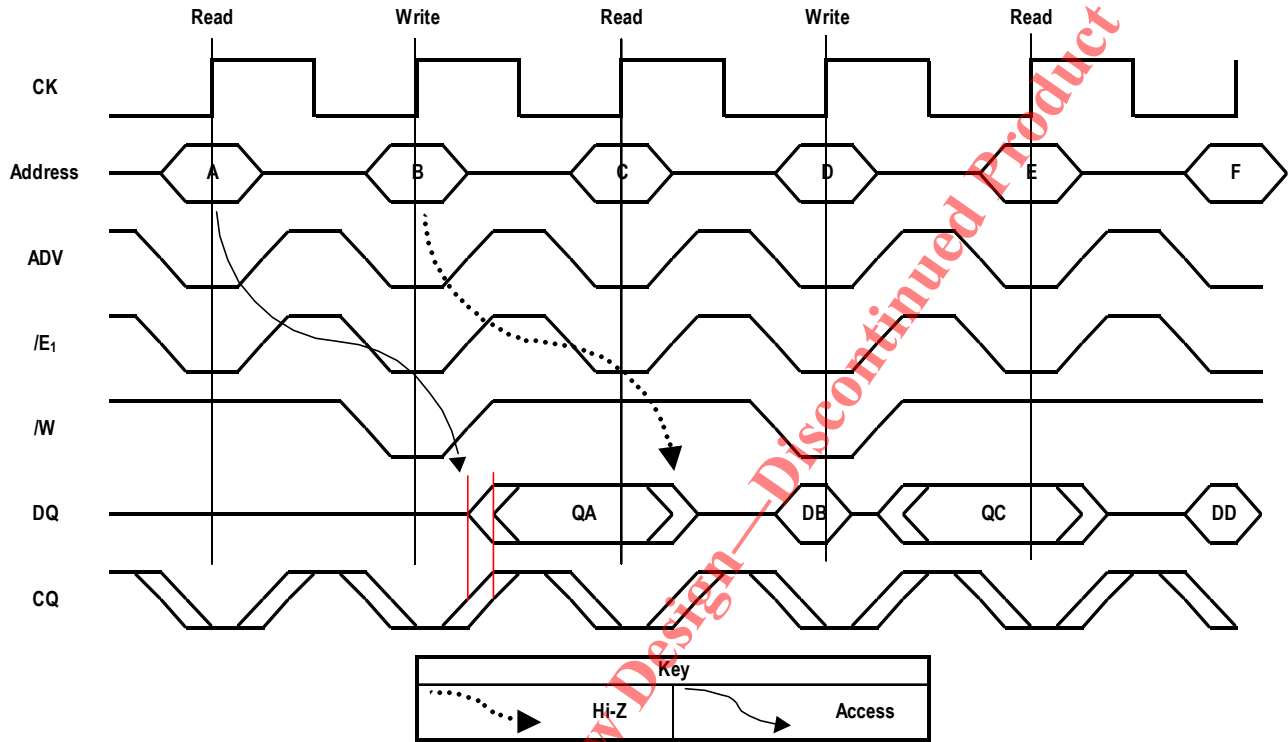 Read Write Read Write Read
CK
Address A B C D E F
ADV
/E1
/W
DQ QA DB QC DD
CQ
Key
Hi-Z Access
w Design—Discontinued Product